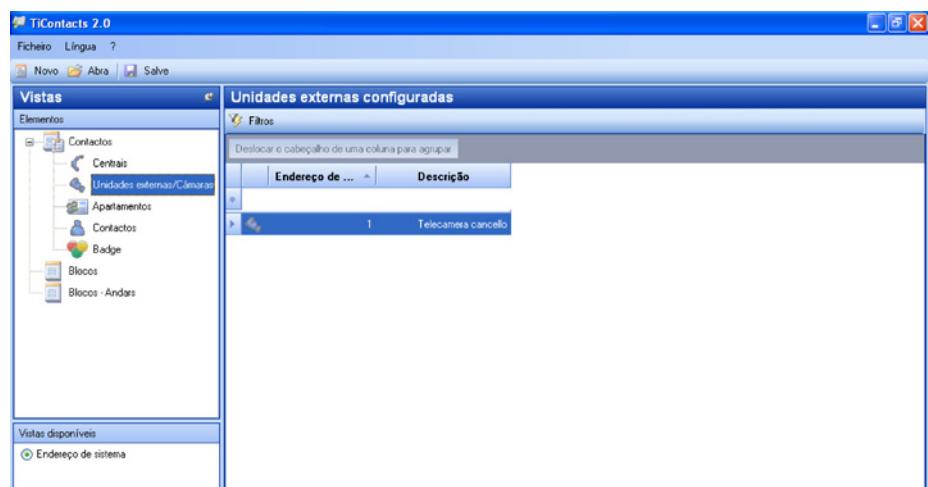 TiContacts 2.0
Ficheiro Língua ?
Novo Abra Salve
Vistas
Elementos
Contactos
Centrais
Unidades externas/Câmaras
Apartamentos
Contactos
Badge
Blocos
Blocos - Andars
Vistas disponíveis
Endereço de sistema
Unidades externas configuradas
Filtros
Deslocar o cabeçalho de uma coluna para agrupar
Endereço de ... Descrição
1 Telecamera cancello